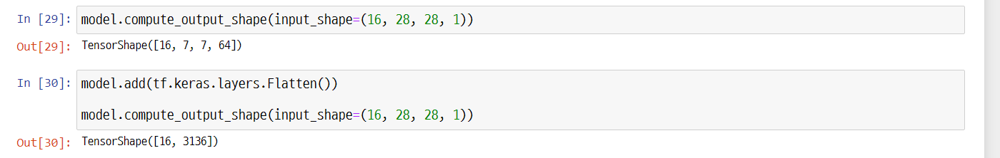 In [29]: model.compute_output_shape(input_shape=(16, 28, 28, 1))
Out[29]: TensorShape([16, 7, 7, 64])
In [30]: model.add(tf.keras.layers.Flatten())
model.compute_output_shape(input_shape=(16, 28, 28, 1))
Out[30]: TensorShape([16, 3136])